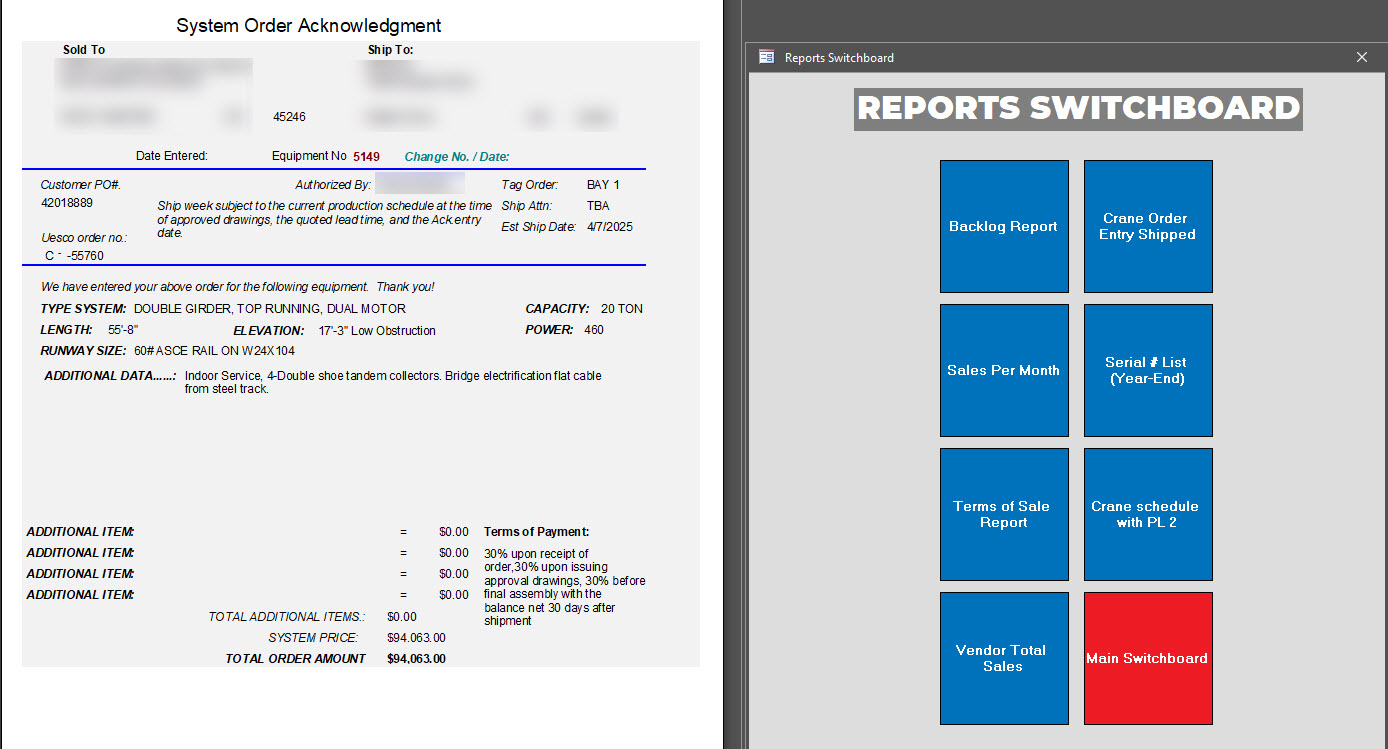 System Order Acknowledgment
Sold To
Ship To:
45246
Date Entered:
Equipment No 5149
Change No. / Date:
Customer PO#.
42018889
Authorized By:
Tag Order: BAY 1
Ship week subject to the current production schedule at the time
of approved drawings, the quoted lead time, and the Ack.entry
date.
Ship Attn: TBA
Est Ship Date: 4/7/2025
Uesco order no.:
C - -55760
We have entered your above order for the following equipment. Thank you!
TYPE SYSTEM: DOUBLE GIRDER, TOP RUNNING, DUAL MOTOR
CAPACITY: 20 TON
LENGTH: 55'-8"
ELEVATION: 17'-3" Low Obstruction
POWER: 460
RUNWAY SIZE: 60# ASCE RAIL ON W24X104
ADDITIONAL DATA......: Indoor Service, 4-Double shoe tandem collectors. Bridge electrification flat cable
from steel track.
ADDITIONAL ITEM: = $0.00
ADDITIONAL ITEM: = $0.00
ADDITIONAL ITEM: = $0.00
ADDITIONAL ITEM: = $0.00
Terms of Payment:
30% upon receipt of
order,30% upon issuing
approval drawings, 30% before
final assembly with the
balance net 30 days after
shipment
TOTAL ADDITIONAL ITEMS.: $0.00
SYSTEM PRICE: $94,063.00
TOTAL ORDER AMOUNT $94,063.00
Reports Switchboard
REPORTS SWITCHBOARD
Backlog Report
Crane Order
Entry Shipped
Sales Per Month
Serial # List
(Year-End)
Terms of Sale
Report
Crane schedule
with PL 2
Vendor Total
Sales
Main Switchboard